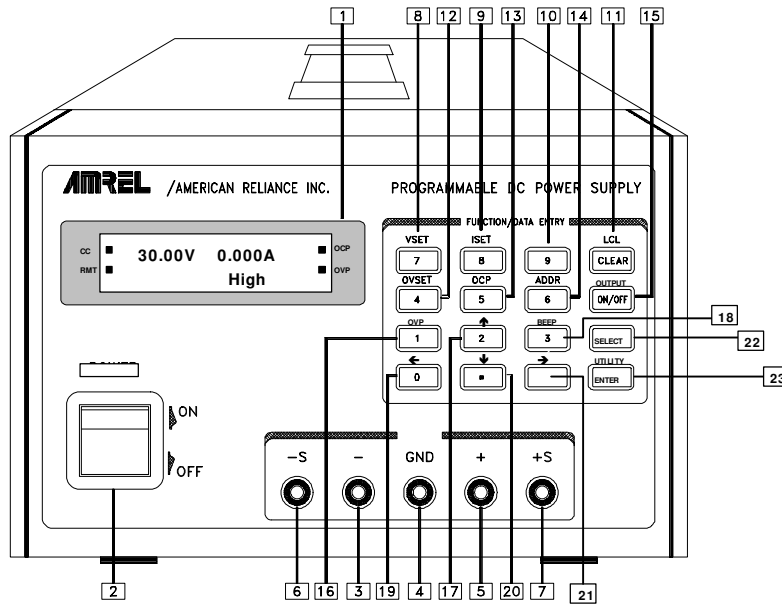 1 8 12 9 13 10 14 11 15
AMREL /AMERICAN RELIANCE INC. PROGRAMMABLE DC POWER SUPPLY
FUNCTION/DATA ENTRY
VSET ISET LCL
7 8 9 CLEAR
OVSET OCP ADDR OUTPUT
4 5 6 ON/OFF
OVP ↑ BEEP
1 2 3 SELECT
← ↓ → UTILITY
0 . ENTER
CC 30.00V 0.000A OCP
RMT High OVP
18
22
23
ON
OFF
-S - GND + +S
2 6 16 3 19 4 17 5 20 7 21